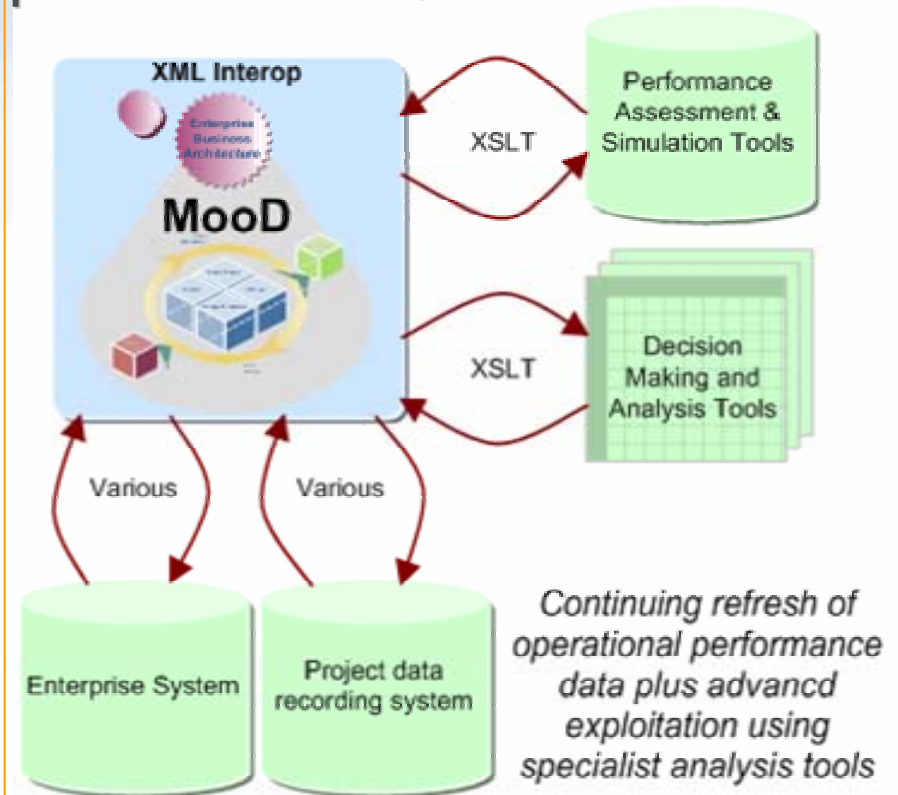 XML Interop
Enterprise
Business
Architecture
MooD
XSLT
Performance
Assessment &
Simulation Tools
XSLT
Decision
Making and
Analysis Tools
Various
Various
Enterprise System
Project data
recording system
Continuing refresh of
operational performance
data plus advancd
exploitation using
specialist analysis tools